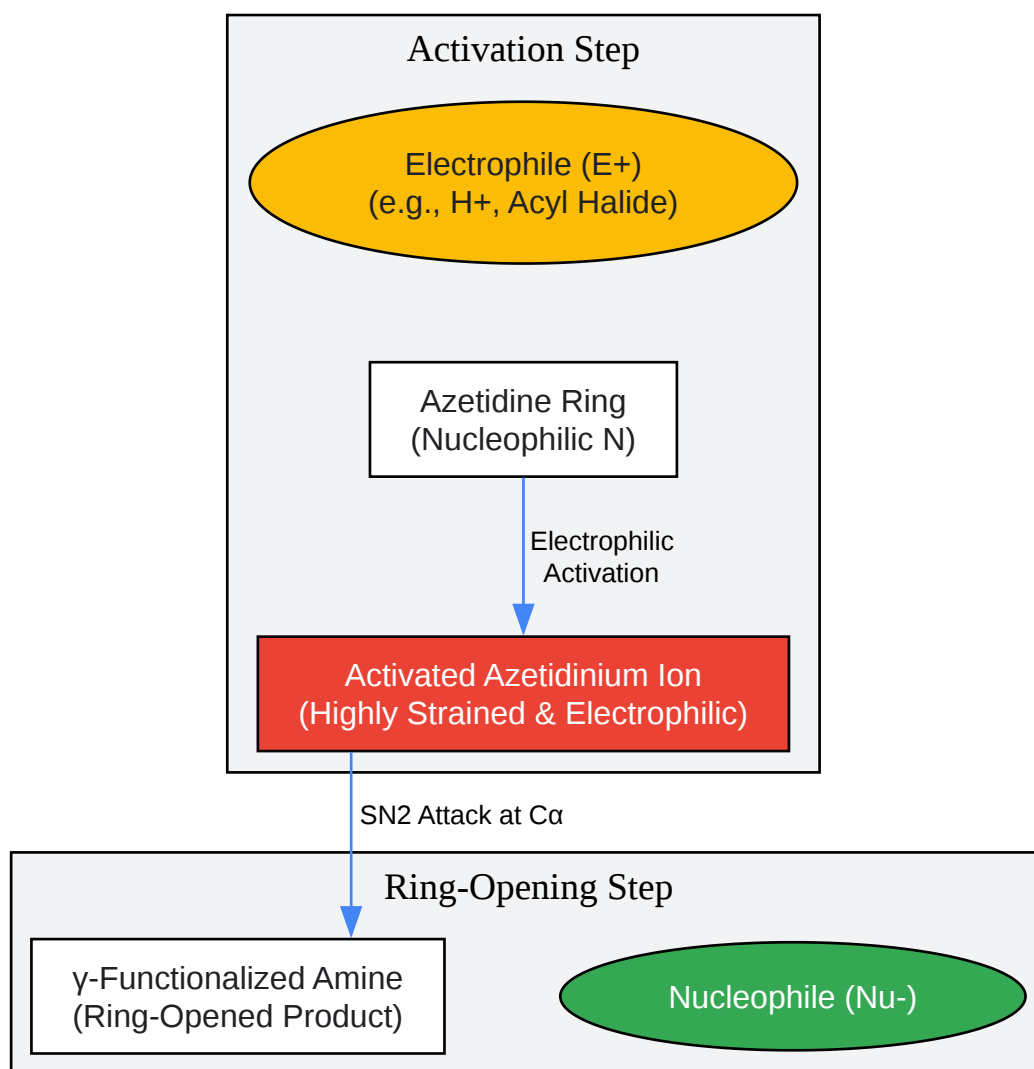 Activation Step
Electrophile (E+)
(e.g., H+, Acyl Halide)
Azetidine Ring
(Nucleophilic N)
Electrophilic
Activation
Activated Azetidinium Ion
(Highly Strained & Electrophilic)
SN2 Attack at Cα
Ring-Opening Step
γ-Functionalized Amine
(Ring-Opened Product)
Nucleophile (Nu-)